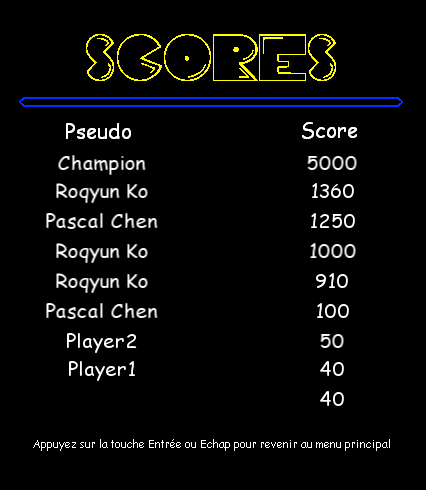 SCORES
Pseudo Score
Champion 5000
Roqyun Ko 1360
Pascal Chen 1250
Roqyun Ko 1000
Roqyun Ko 910
Pascal Chen 100
Player2 50
Player1 40
40
Appuyez sur la touche Entrée ou Echap pour revenir au menu principal